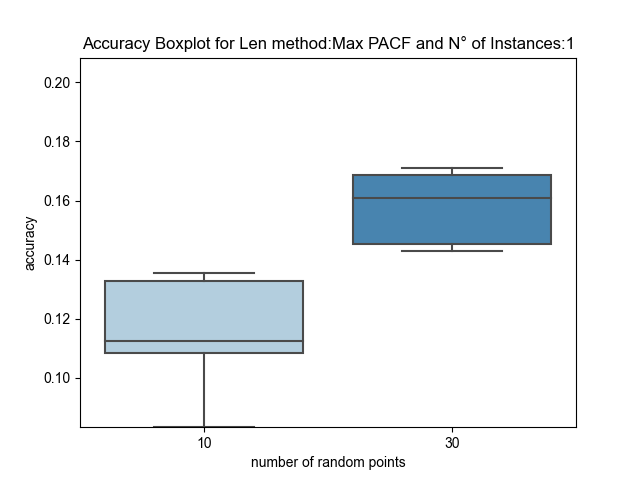 Accuracy Boxplot for Len method:Max PACF and N° of Instances:1
0.20
0.18
0.16
0.14
0.12
0.10
accuracy
10 30
number of random points